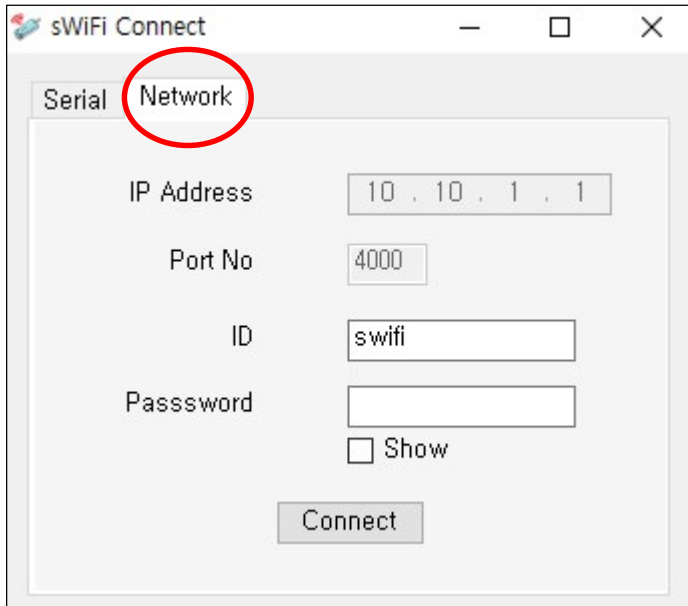 sWiFi Connect
Serial Network
IP Address 10 . 10 . 1 . 1
Port No 4000
ID swifi
Passsword
Show
Connect